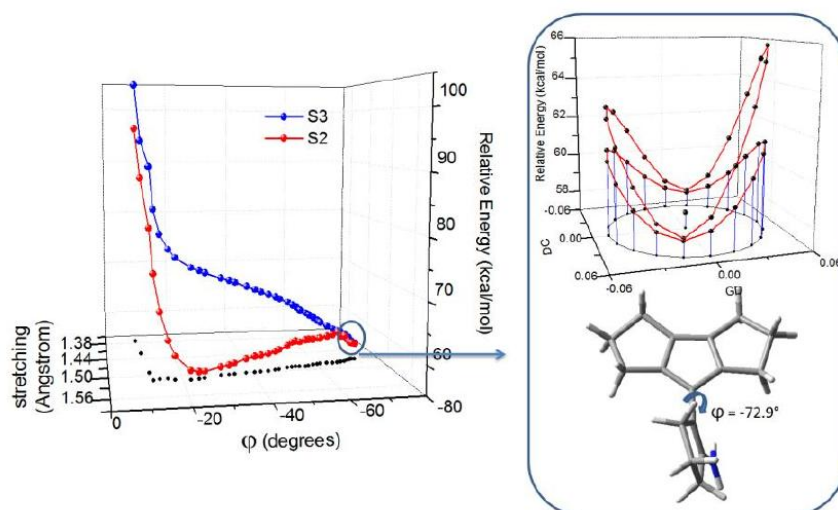 S3
S2
100
90
80
70
60
Relative Energy (kcal/mol)
stretching
(Angstrom)
1.38
1.44
1.50
1.56
0
-20
-40
-60
-80
φ (degrees)
66
64
62
60
58
Relative Energy (kcal/mol)
-0.06
0.00
0.06
DC
-0.06
0.00
0.06
GD
φ = -72.9°